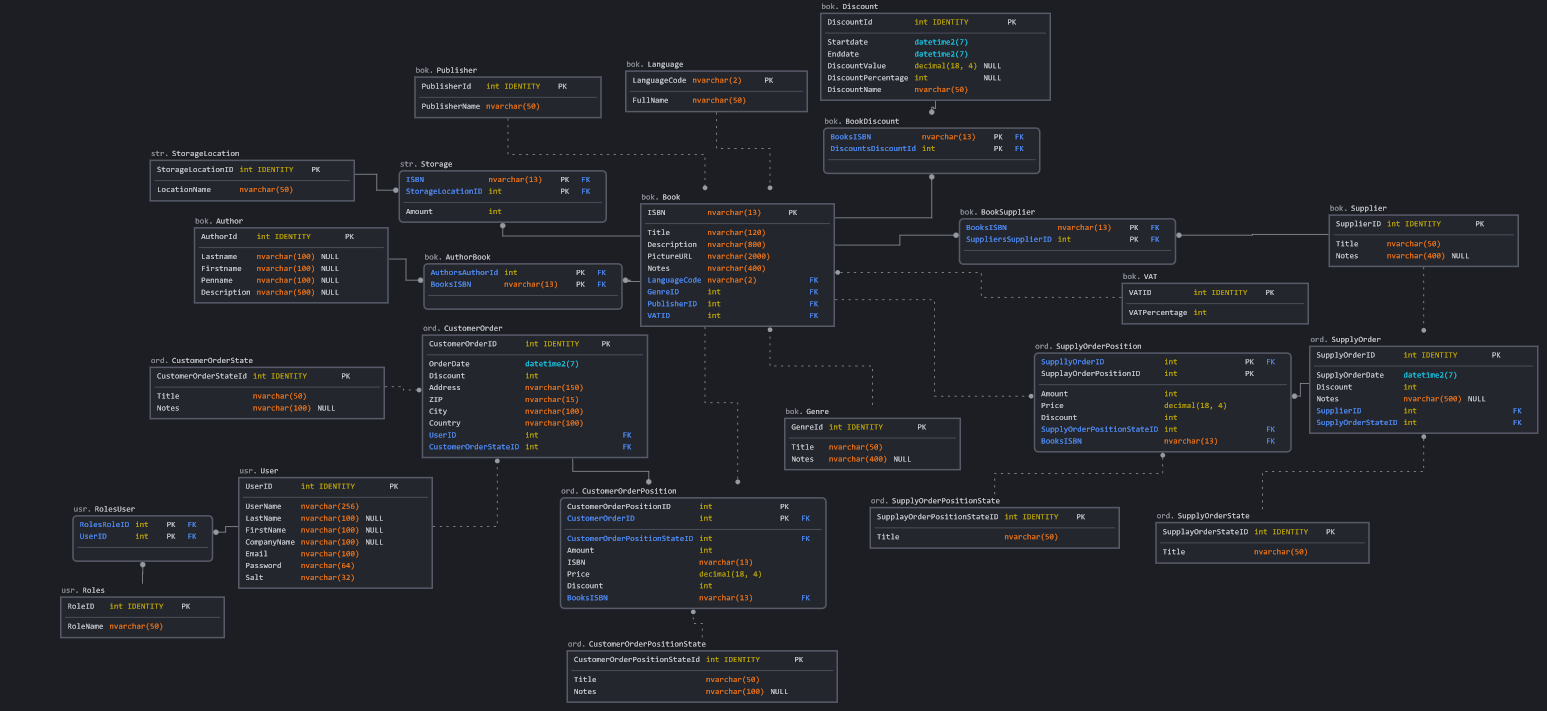 bok. Discount
DiscountId int IDENTITY PK
Startdate datetime2(7)
Enddate datetime2(7)
DiscountValue decimal(18, 4) NULL
DiscountPercentage int NULL
DiscountName nvarchar(50)
bok. Publisher
PublisherId int IDENTITY PK
PublisherName nvarchar(50)
bok. Language
LanguageCode nvarchar(2) PK
FullName nvarchar(50)
bok. BookDiscount
BooksISBN nvarchar(13) PK FK
DiscountsDiscountId int PK FK
str. StorageLocation
StorageLocationID int IDENTITY PK
LocationName nvarchar(50)
str. Storage
ISBN nvarchar(13) PK FK
StorageLocationID int PK FK
Amount int
bok. Book
ISBN nvarchar(13) PK
Title nvarchar(120)
Description nvarchar(800)
PictureURL nvarchar(2000)
Notes nvarchar(400)
LanguageCode nvarchar(2) FK
GenreID int FK
PublisherID int FK
VATID int FK
bok. BookSupplier
BooksISBN nvarchar(13) PK FK
SuppliersSupplierID int PK FK
bok. Supplier
SupplierID int IDENTITY PK
Title nvarchar(50)
Notes nvarchar(400) NULL
bok. Author
AuthorId int IDENTITY PK
Lastname nvarchar(100) NULL
Firstname nvarchar(100) NULL
Penname nvarchar(100) NULL
Description nvarchar(500) NULL
bok. AuthorBook
AuthorsAuthorId int PK FK
BooksISBN nvarchar(13) PK FK
bok. VAT
VATID int IDENTITY PK
VATPercentage int
ord. CustomerOrder
CustomerOrderID int IDENTITY PK
OrderDate datetime2(7)
Discount int
Address nvarchar(150)
ZIP nvarchar(15)
City nvarchar(100)
Country nvarchar(100)
UserID int FK
CustomerOrderStateID int FK
ord. CustomerOrderState
CustomerOrderStateId int IDENTITY PK
Title nvarchar(50)
Notes nvarchar(100) NULL
ord. SupplyOrderPosition
SuppllyOrderID int PK FK
SupplayOrderPositionID int PK
Amount int
Price decimal(18, 4)
Discount int
SupplyOrderPositionStateID int FK
BooksISBN nvarchar(13) FK
ord. SupplyOrder
SupplyOrderID int IDENTITY PK
SupplyOrderDate datetime2(7)
Discount int
Notes nvarchar(500) NULL
SupplierID int FK
SupplyOrderStateID int FK
bok. Genre
GenreId int IDENTITY PK
Title nvarchar(50)
Notes nvarchar(400) NULL
usr. User
UserID int IDENTITY PK
UserName nvarchar(256)
LastName nvarchar(100) NULL
FirstName nvarchar(100) NULL
CompanyName nvarchar(100) NULL
Email nvarchar(100)
Password nvarchar(64)
Salt nvarchar(32)
usr. RolesUser
RolesRoleID int PK FK
UserID int PK FK
usr. Roles
RoleID int IDENTITY PK
RoleName nvarchar(50)
ord. CustomerOrderPosition
CustomerOrderPositionID int PK
CustomerOrderID int PK FK
CustomerOrderPositionStateID int FK
Amount int
ISBN nvarchar(13)
Price decimal(18, 4)
Discount int
BooksISBN nvarchar(13) FK
ord. SupplyOrderPositionState
SupplayOrderPositionStateID int IDENTITY PK
Title nvarchar(50)
ord. SupplyOrderState
SupplayOrderStateID int IDENTITY PK
Title nvarchar(50)
ord. CustomerOrderPositionState
CustomerOrderPositionStateId int IDENTITY PK
Title nvarchar(50)
Notes nvarchar(100) NULL